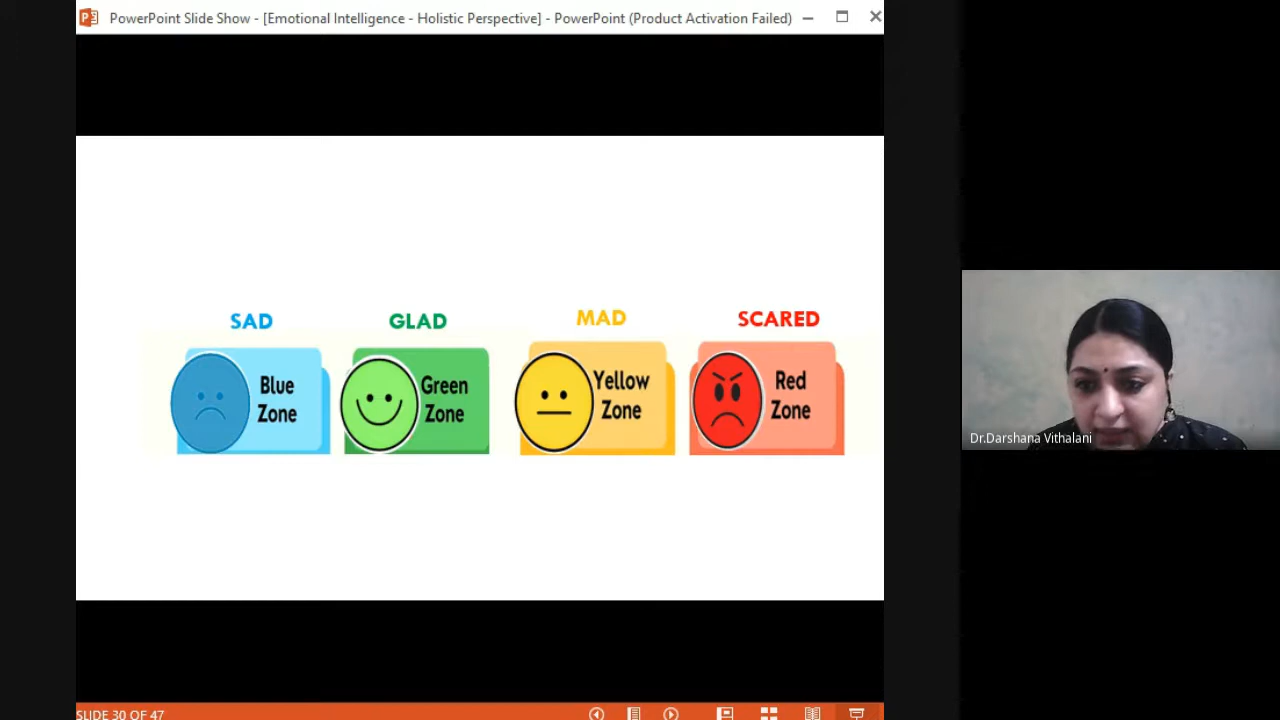 PowerPoint Slide Show - [Emotional Intelligence - Holistic Perspective] - PowerPoint (Product Activation Failed)
SAD
GLAD
MAD
SCARED
Blue
Zone
Green
Zone
Yellow
Zone
Red
Zone
Dr.Darshana Vithalani
SLIDE 30 OF 47